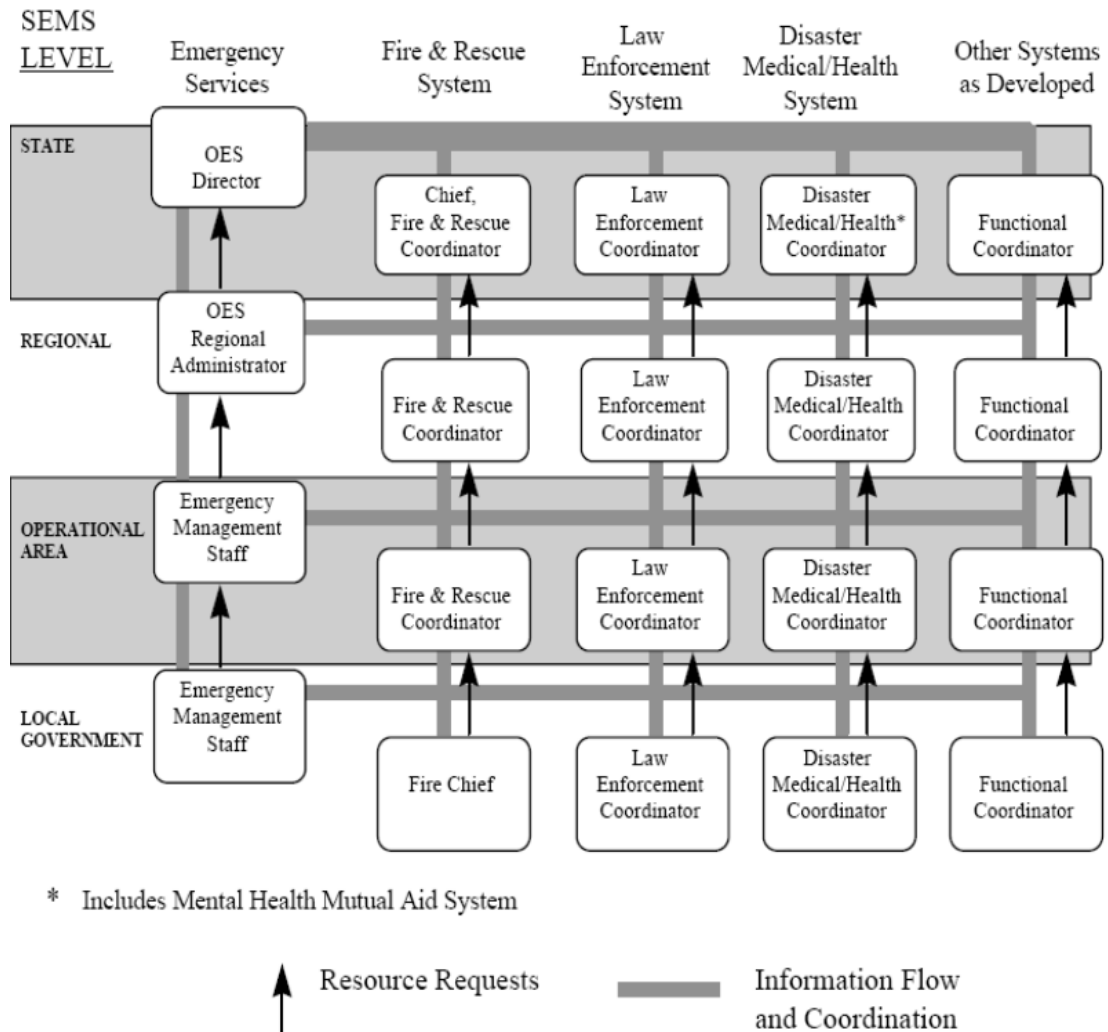 SEMS
LEVEL
Emergency
Services
Fire & Rescue
System
Law
Enforcement
System
Disaster
Medical/Health
System
Other Systems
as Developed
STATE
OES
Director
Chief,
Fire & Rescue
Coordinator
Law
Enforcement
Coordinator
Disaster
Medical/Health*
Coordinator
Functional
Coordinator
REGIONAL
OES
Regional
Administrator
Fire & Rescue
Coordinator
Law
Enforcement
Coordinator
Disaster
Medical/Health
Coordinator
Functional
Coordinator
OPERATIONAL
AREA
Emergency
Management
Staff
Fire & Rescue
Coordinator
Law
Enforcement
Coordinator
Disaster
Medical/Health
Coordinator
Functional
Coordinator
LOCAL
GOVERNMENT
Emergency
Management
Staff
Fire Chief
Law
Enforcement
Coordinator
Disaster
Medical/Health
Coordinator
Functional
Coordinator
* Includes Mental Health Mutual Aid System
Resource Requests
Information Flow
and Coordination